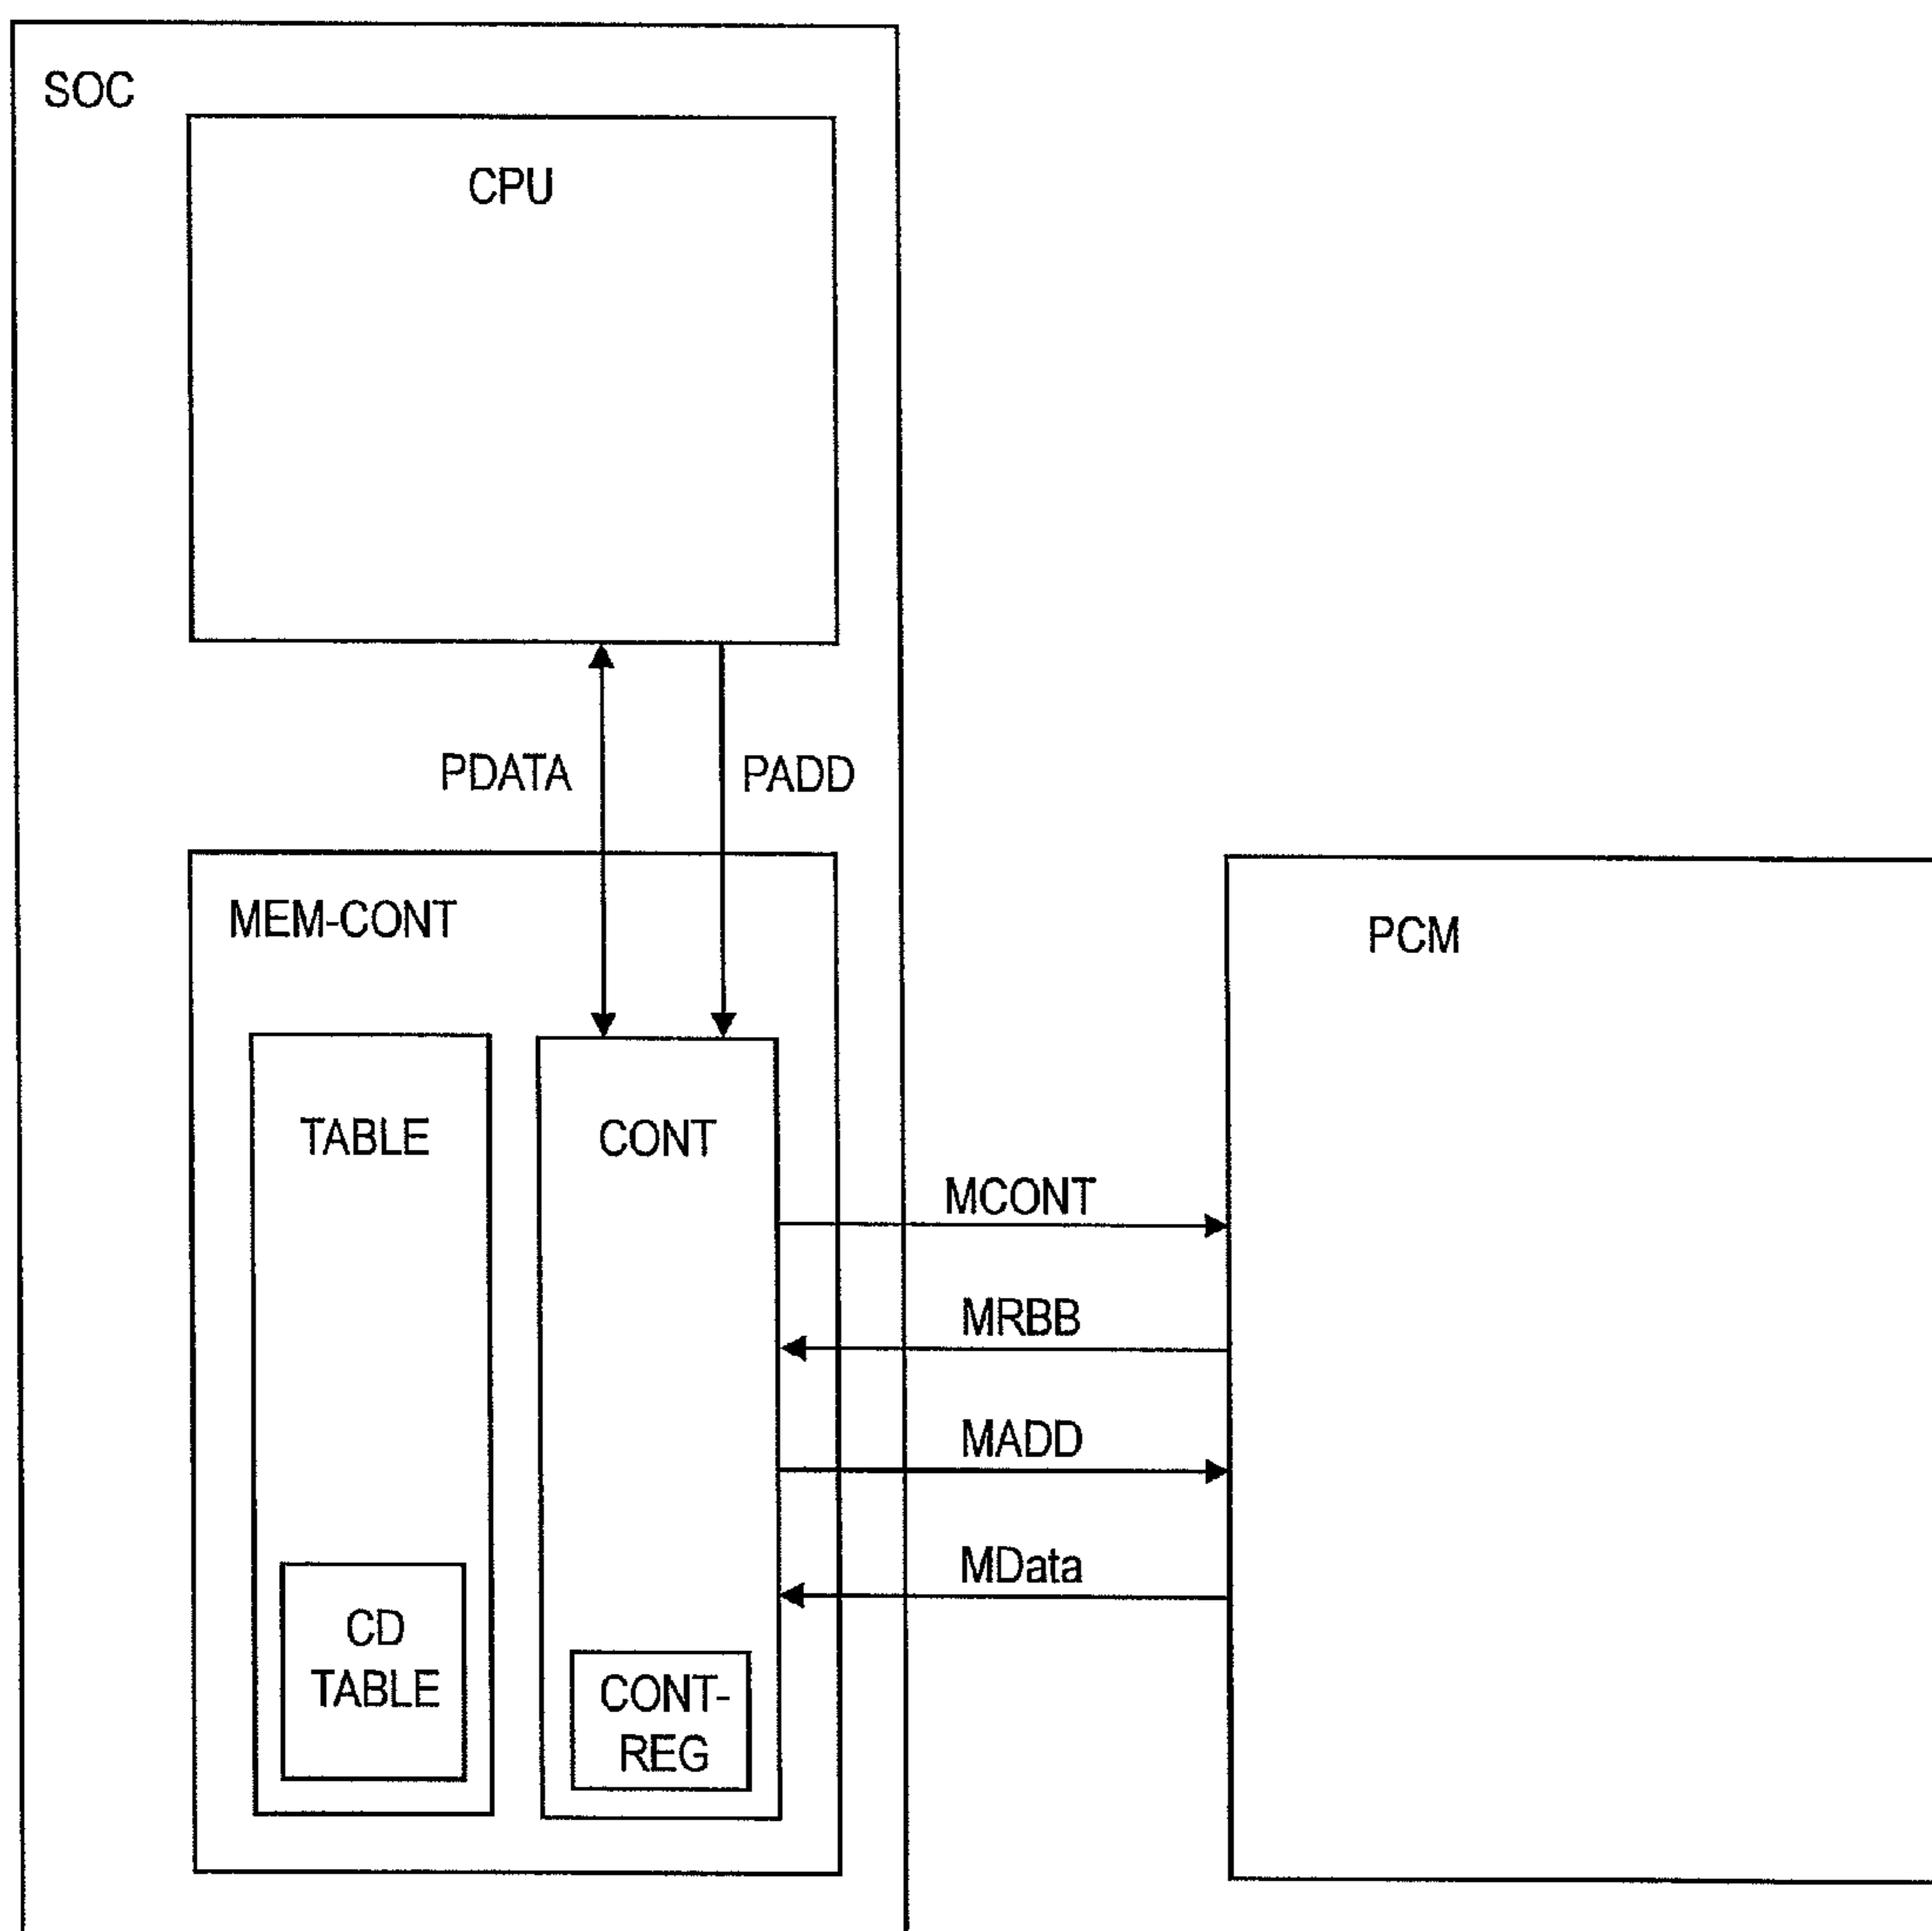 SOC
CPU
PDATA
PADD
MEM-CONT
PCM
TABLE
CONT
MCONT
MRBB
MADD
MData
CD
TABLE
CONT-
REG